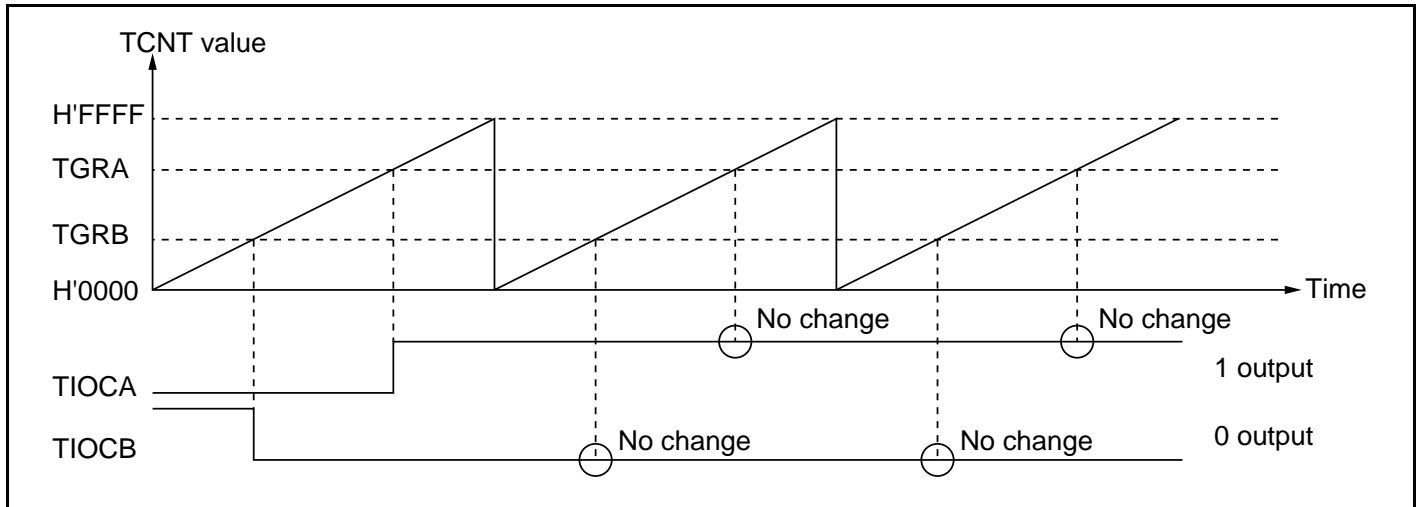 TCNT value
H'FFFF
TGRA
TGRB
H'0000
Time
No change
No change
TIOCA
1 output
TIOCB
No change
No change
0 output